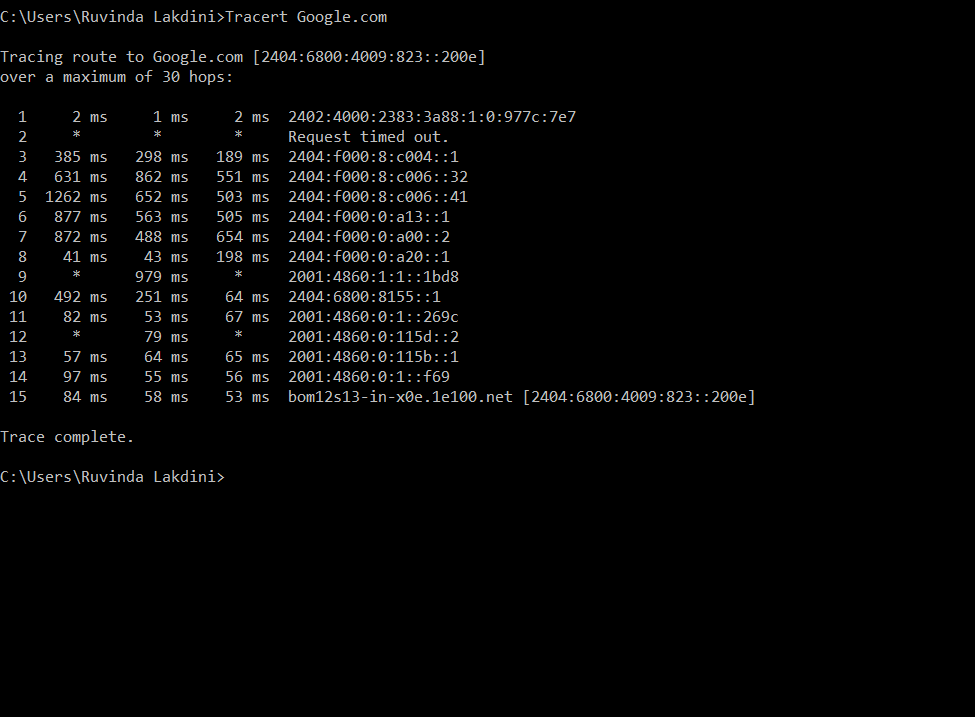 C:\Users\Ruvinda Lakdini>Tracert Google.com
Tracing route to Google.com [2404:6800:4009:823::200e]
over a maximum of 30 hops:
1 2 ms 1 ms 2 ms 2402:4000:2383:3a88:1:0:977c:7e7
2 * * * Request timed out.
3 385 ms 298 ms 189 ms 2404:f000:8:c004::1
4 631 ms 862 ms 551 ms 2404:f000:8:c006::32
5 1262 ms 652 ms 503 ms 2404:f000:8:c006::41
6 877 ms 563 ms 505 ms 2404:f000:0:a13::1
7 872 ms 488 ms 654 ms 2404:f000:0:a00::2
8 41 ms 43 ms 198 ms 2404:f000:0:a20::1
9 * 979 ms * 2001:4860:1:1::1bd8
10 492 ms 251 ms 64 ms 2404:6800:8155::1
11 82 ms 53 ms 67 ms 2001:4860:0:1::269c
12 * 79 ms * 2001:4860:0:115d::2
13 57 ms 64 ms 65 ms 2001:4860:0:115b::1
14 97 ms 55 ms 56 ms 2001:4860:0:1::f69
15 84 ms 58 ms 53 ms bom12s13-in-x0e.1e100.net [2404:6800:4009:823::200e]
Trace complete.
C:\Users\Ruvinda Lakdini>